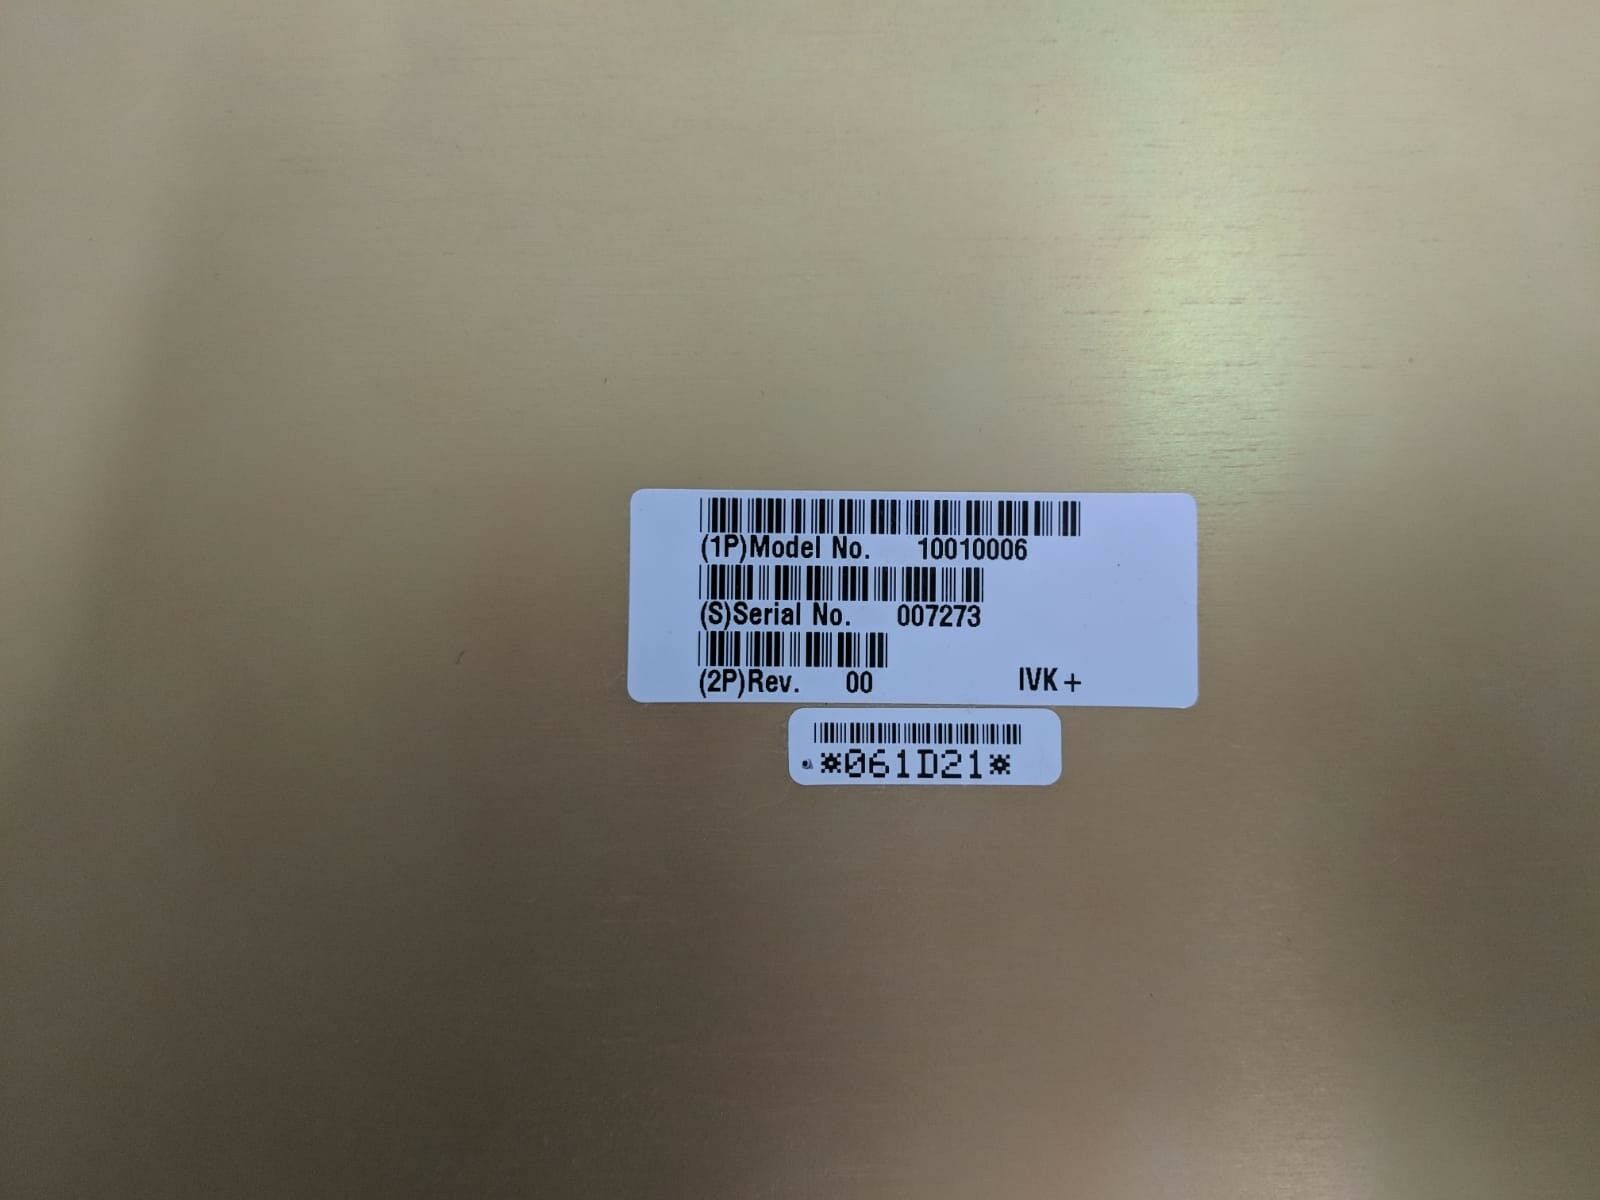 (1P)Model No. 10010006
(S)Serial No. 007273
(2P)Rev. 00 IVK+
*061D21*